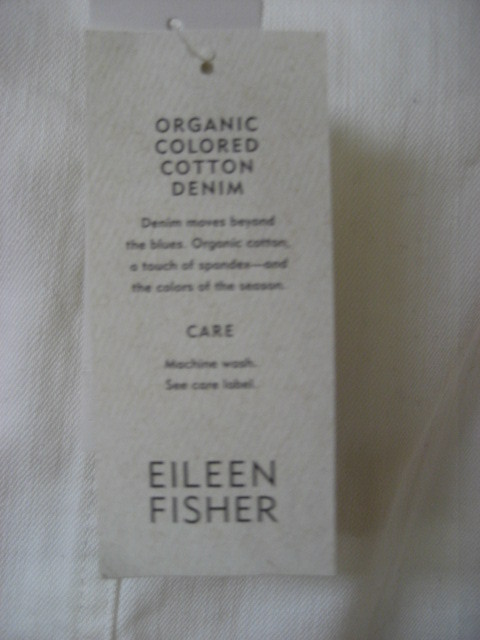 ORGANIC
COLORED
COTTON
DENIM
Denim moves beyond
the blues. Organic cotton,
a touch of spandex—and
the colors of the season.
CARE
Machine wash.
See care label.
EILEEN
FISHER